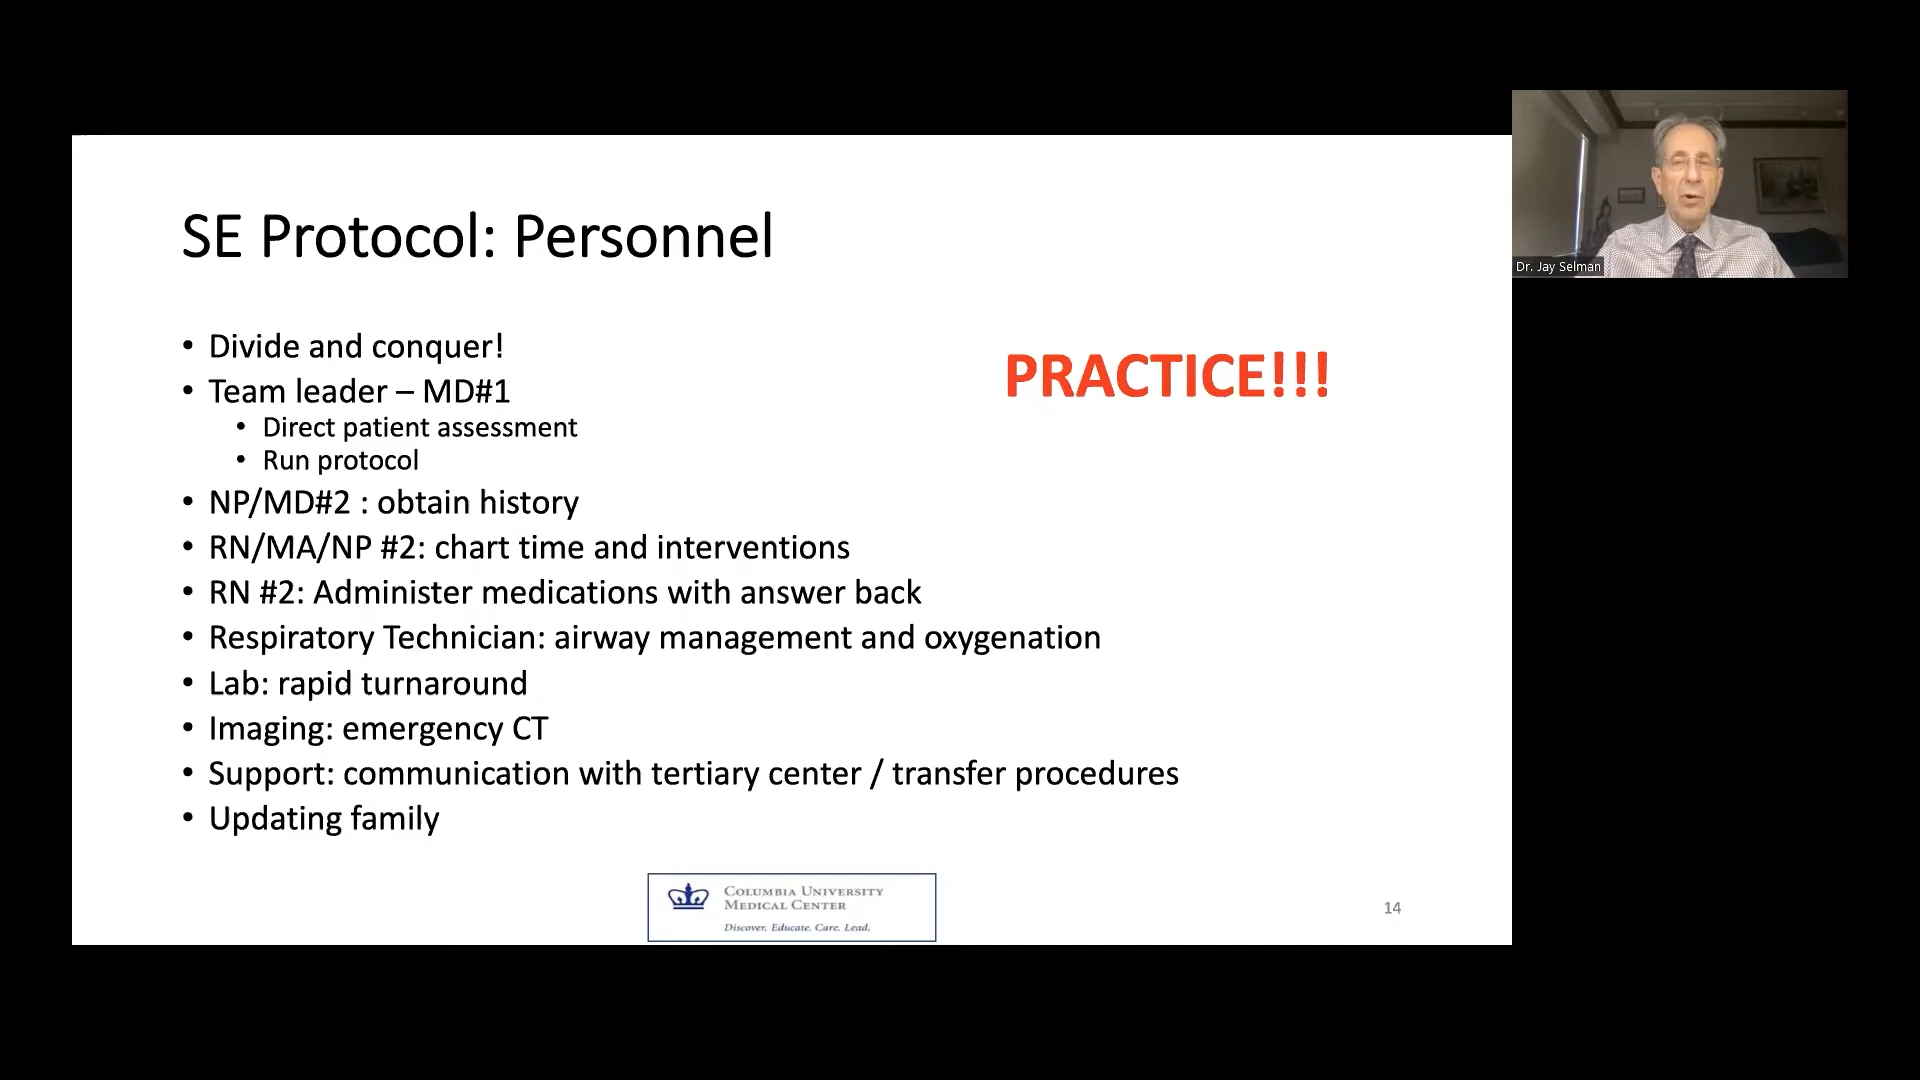 SE Protocol: Personnel
• Divide and conquer!
• Team leader – MD#1
• Direct patient assessment
• Run protocol
• NP/MD#2 : obtain history
• RN/MA/NP #2: chart time and interventions
• RN #2: Administer medications with answer back
• Respiratory Technician: airway management and oxygenation
• Lab: rapid turnaround
• Imaging: emergency CT
• Support: communication with tertiary center / transfer procedures
• Updating family
PRACTICE!!!
COLUMBIA UNIVERSITY
MEDICAL CENTER
Discover. Educate. Care. Lead.
14
Dr. Jay Selman